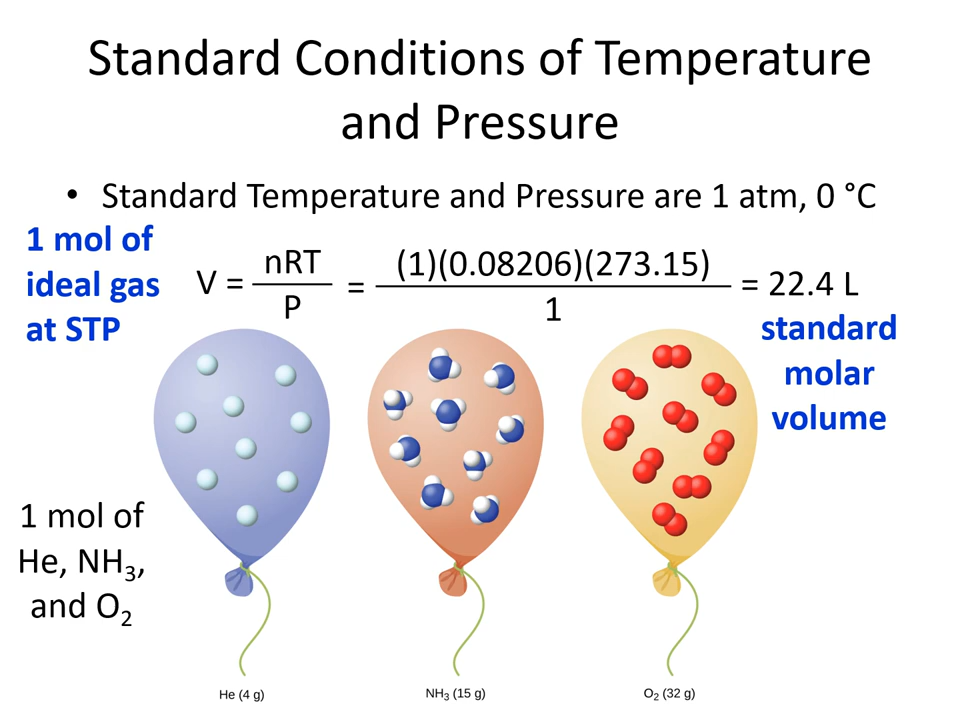 Standard Conditions of Temperature
and Pressure
• Standard Temperature and Pressure are 1 atm, 0 °C
1 mol of
ideal gas
at STP
V = nRT / P = (1)(0.08206)(273.15) / 1 = 22.4 L
standard
molar
volume
1 mol of
He, NH₃,
and O₂
He (4 g)
NH₃ (15 g)
O₂ (32 g)